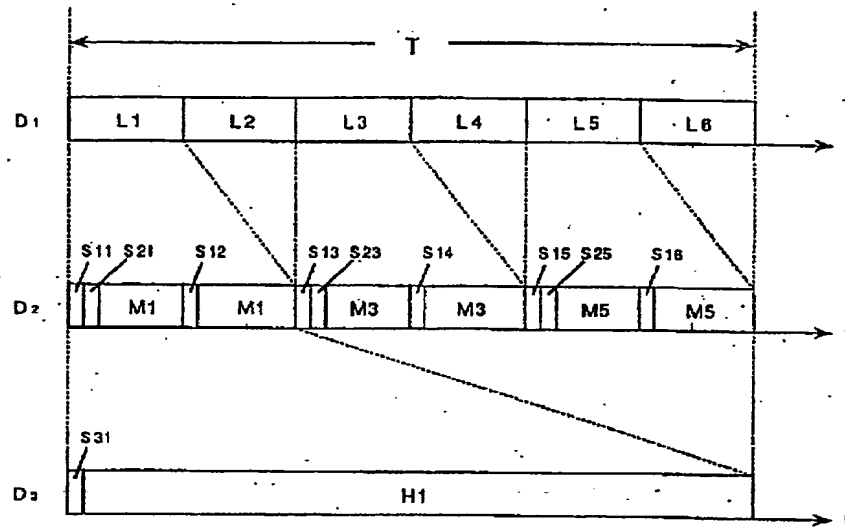 T
D1 L1 L2 L3 L4 L5 L6
S11 S21 S12 S13 S23 S14 S15 S25 S16
D2 M1 M1 M3 M3 M5 M5
S31
D3 H1